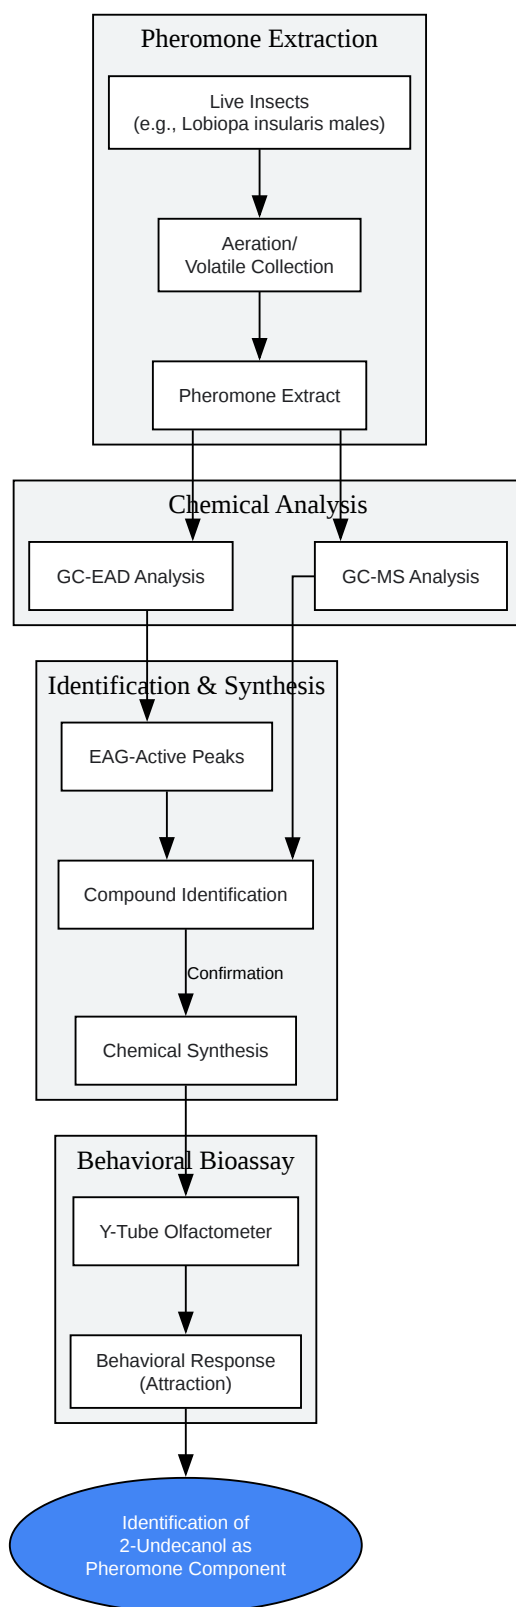 Pheromone Extraction
Live Insects
(e.g., Lobiopa insularis males)
Aeration/
Volatile Collection
Pheromone Extract
Chemical Analysis
GC-EAD Analysis
GC-MS Analysis
Identification & Synthesis
EAG-Active Peaks
Compound Identification
Confirmation
Chemical Synthesis
Behavioral Bioassay
Y-Tube Olfactometer
Behavioral Response
(Attraction)
Identification of
2-Undecanol as
Pheromone Component